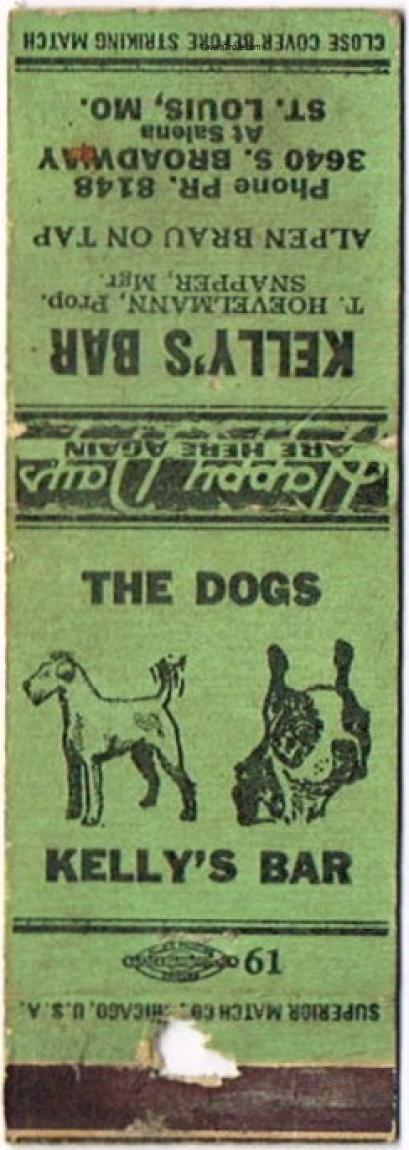 CLOSE COVER BEFORE STRIKING MATCH
KELLY'S BAR
T. HOEVELMANN, Prop.
SNAPPER, Mgr.
ALPEN BRAU ON TAP
Phone PR. 8148
3640 S. BROADWAY
At Salena
ST. LOUIS, MO.
Happy Days
ARE HERE AGAIN
THE DOGS
KELLY'S BAR
61
SUPERIOR MATCH CO., CHICAGO, U.S.A.